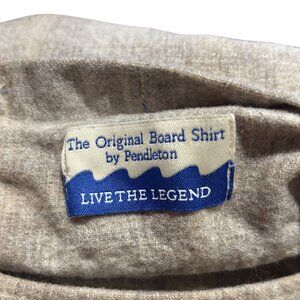 The Original Board Shirt
by Pendleton
LIVE THE LEGEND